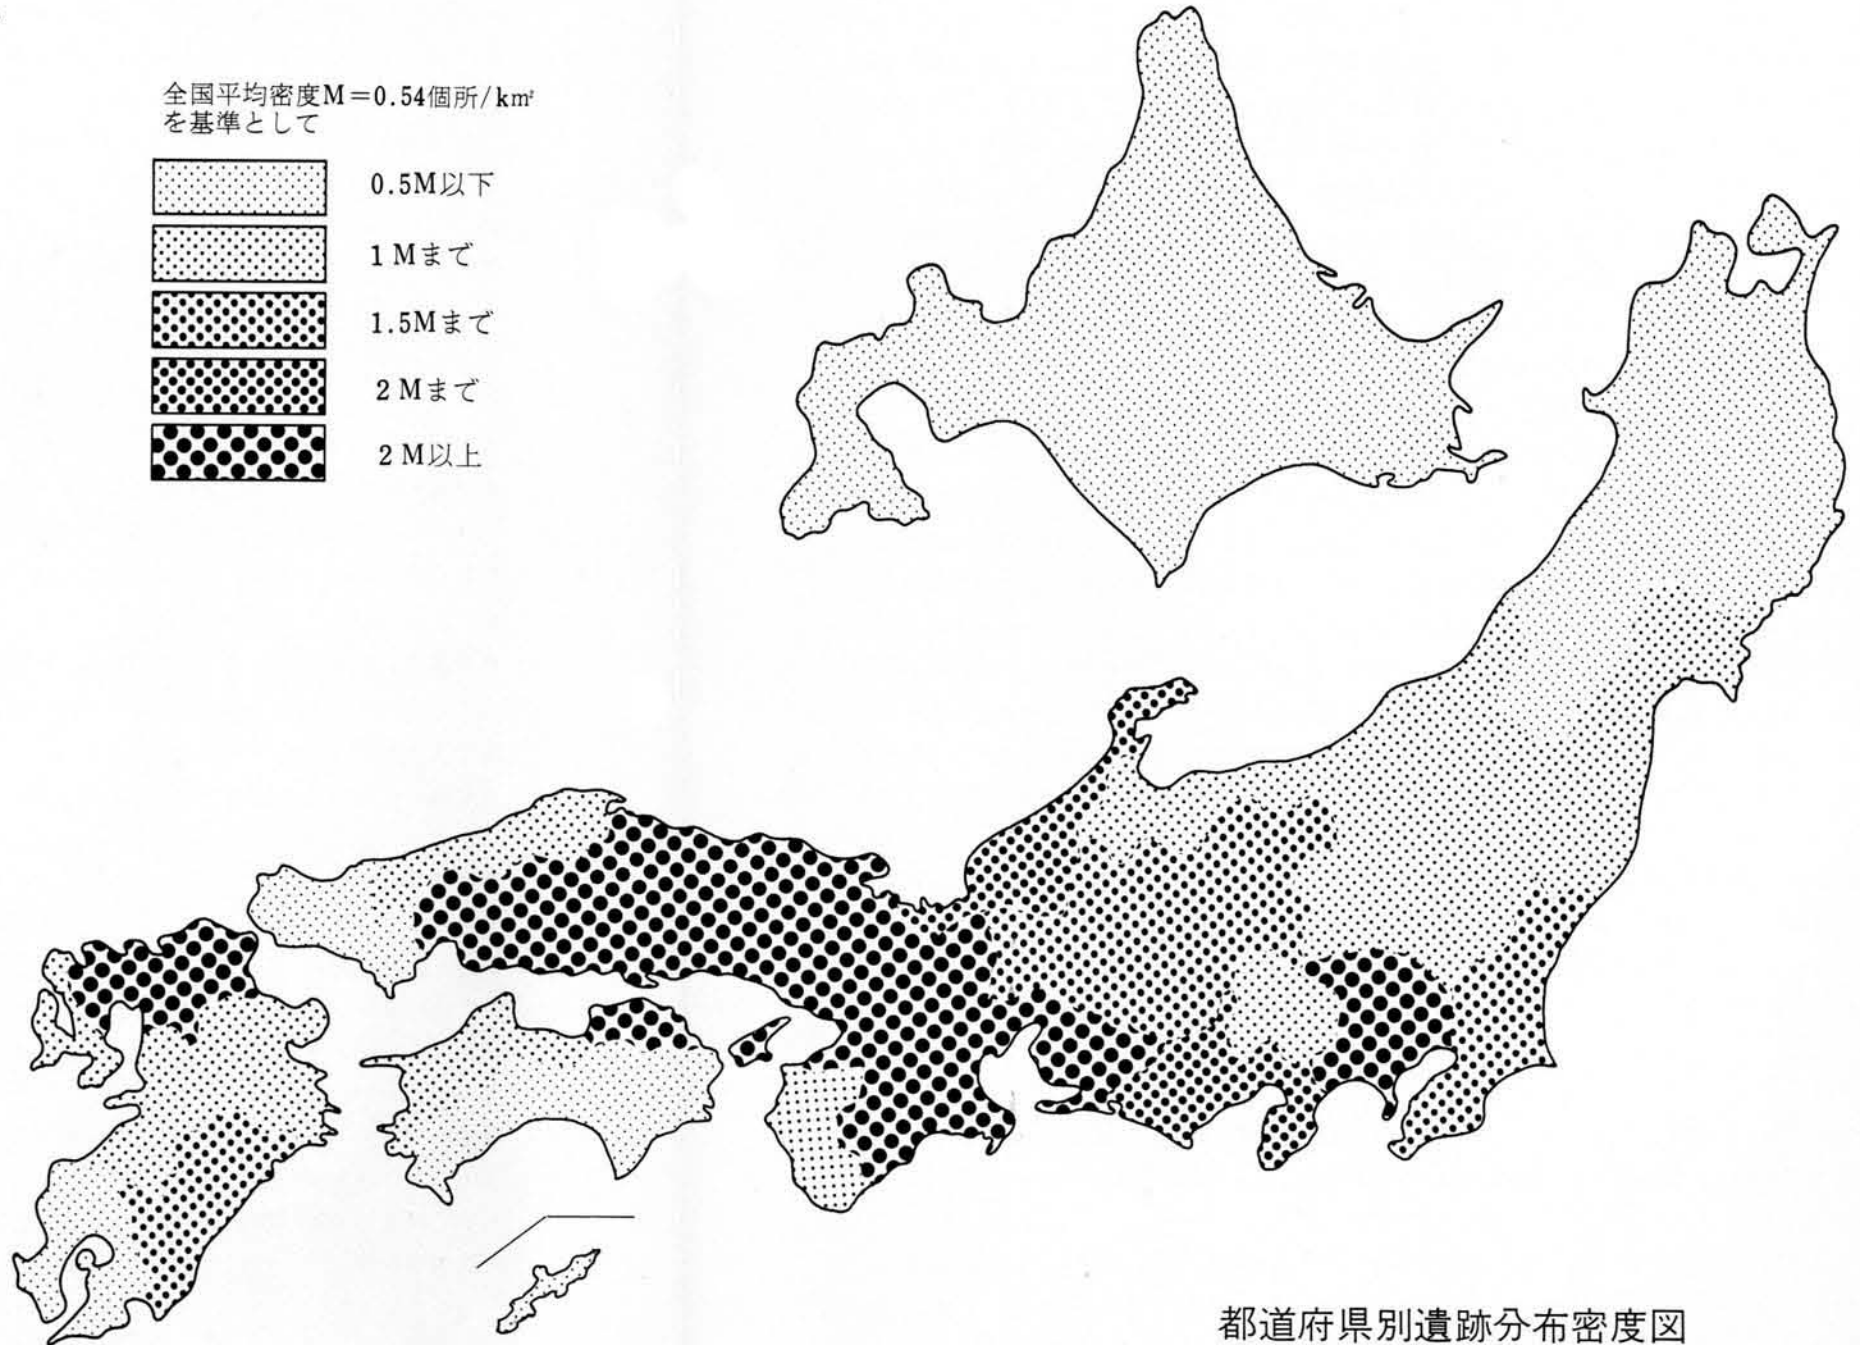 全国平均密度M=0.54個所/km²
を基準として
0.5M以下
1Mまで
1.5Mまで
2Mまで
2M以上
都道府県別遺跡分布密度図